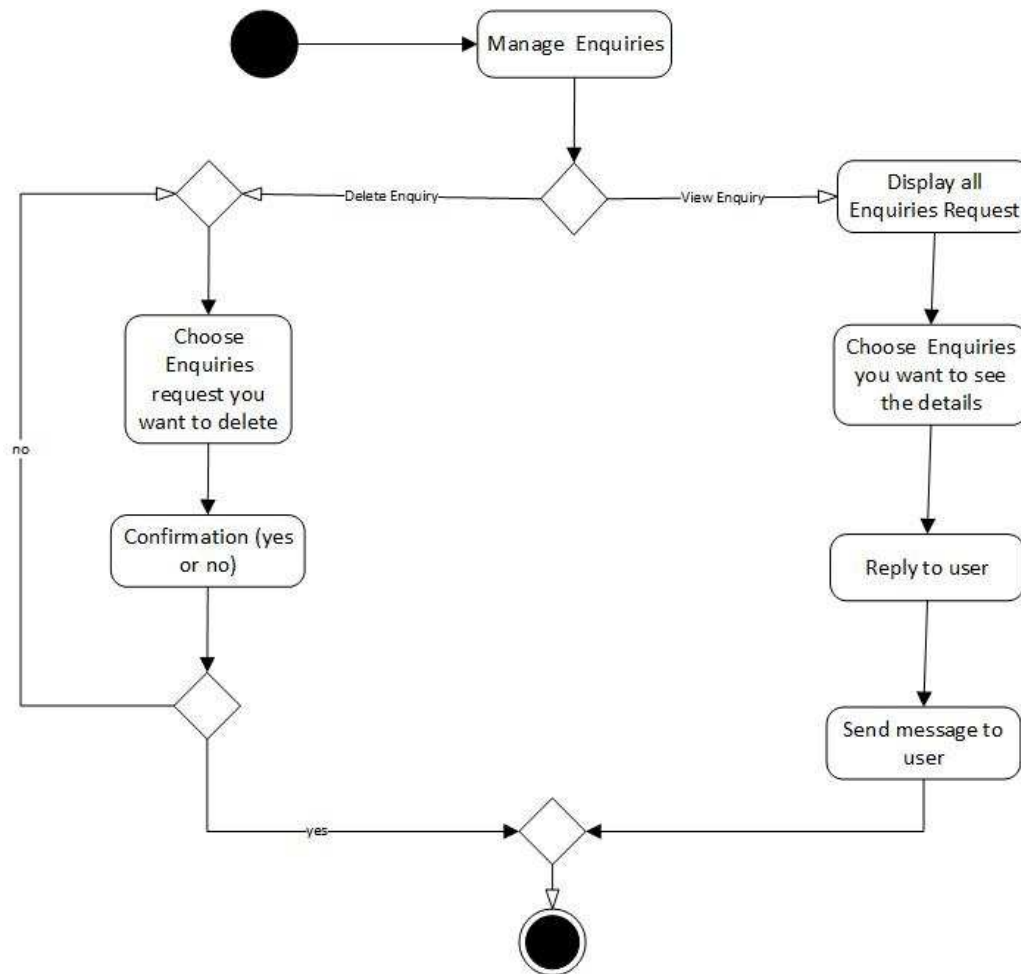 Manage Enquiries
Delete Enquiry
View Enquiry
Display all
Enquiries Request
Choose
Enquiries
request you
want to delete
Choose Enquiries
you want to see
the details
no
Confirmation (yes
or no)
Reply to user
Send message to
user
yes